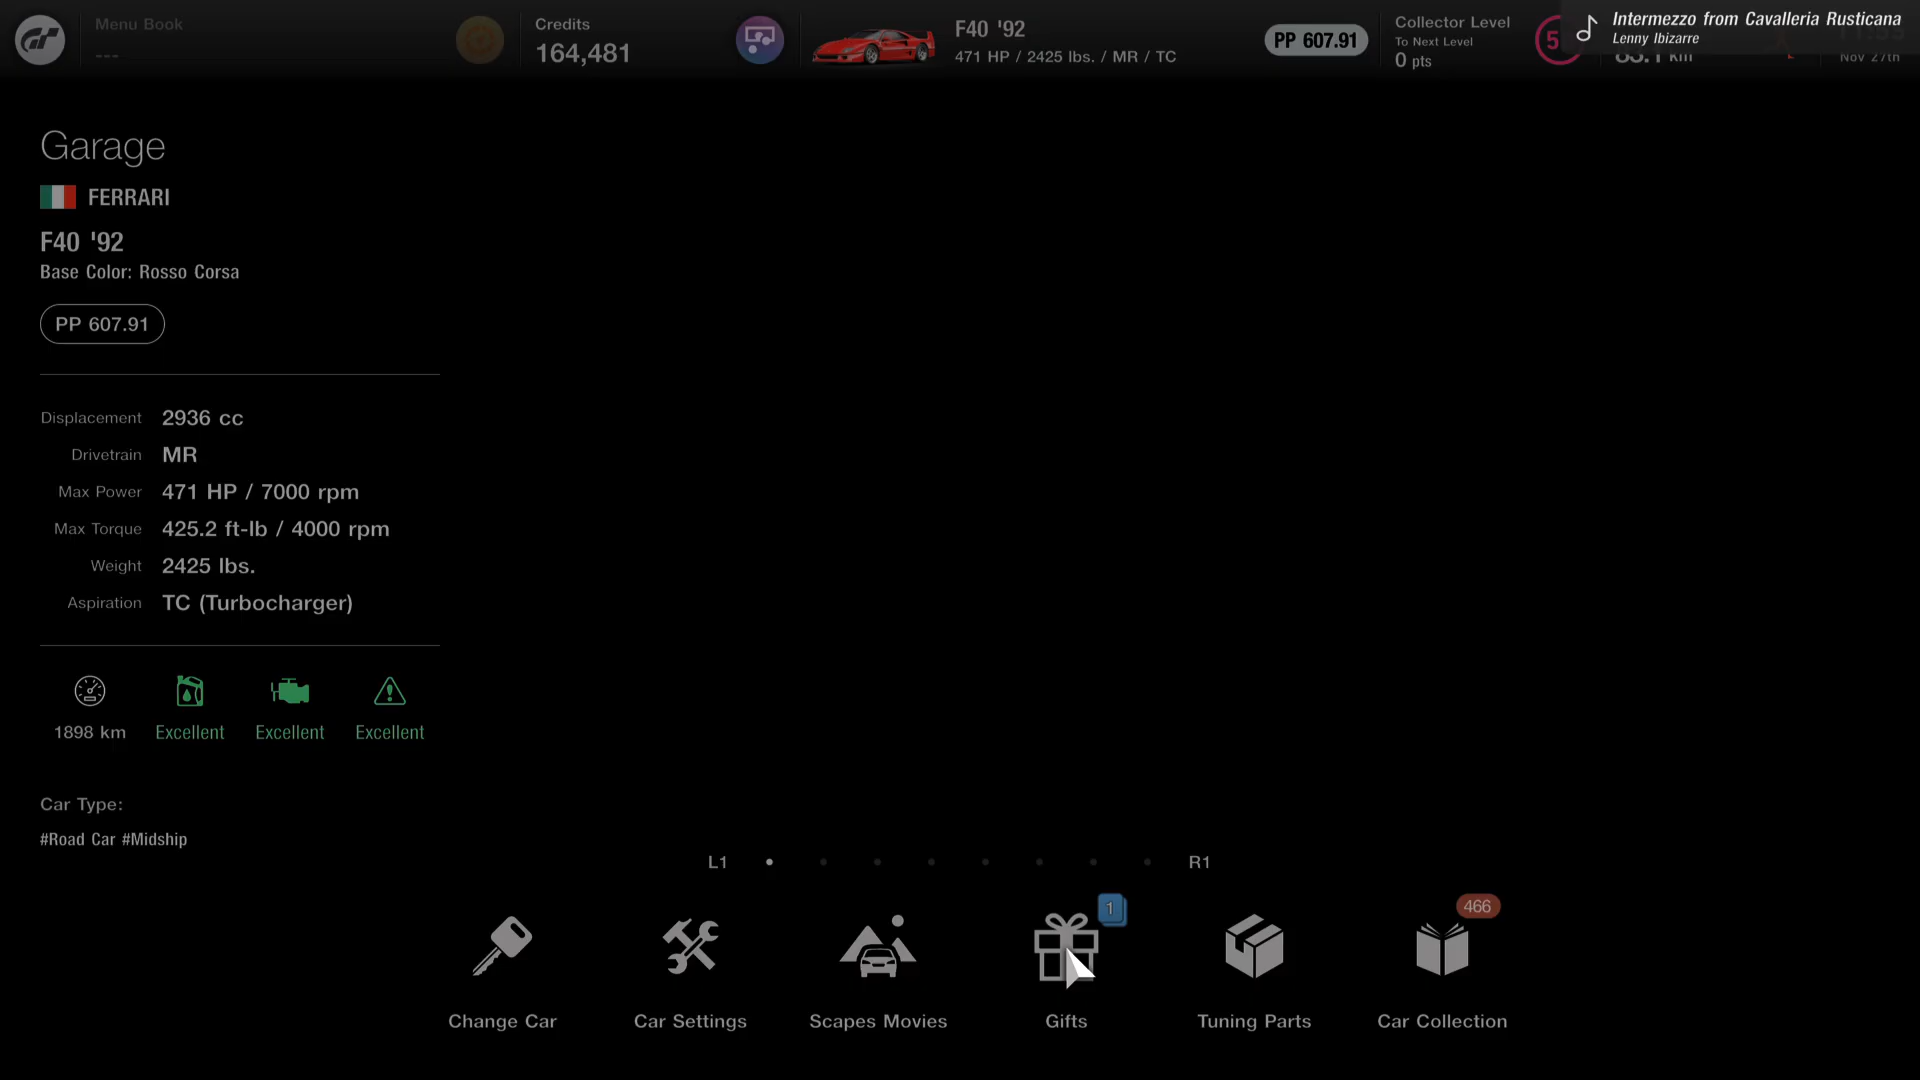 Menu Book
---
Credits
164,481
F40 '92
471 HP / 2425 lbs. / MR / TC
PP 607.91
Collector Level
To Next Level
0 pts
5
Intermezzo from Cavalleria Rusticana
Lenny Ibizarre
Nov 27th
Garage
FERRARI
F40 '92
Base Color: Rosso Corsa
PP 607.91
Displacement 2936 cc
Drivetrain MR
Max Power 471 HP / 7000 rpm
Max Torque 425.2 ft-lb / 4000 rpm
Weight 2425 lbs.
Aspiration TC (Turbocharger)
1898 km Excellent Excellent Excellent
Car Type:
#Road Car #Midship
L1 R1
1 466
Change Car Car Settings Scapes Movies Gifts Tuning Parts Car Collection